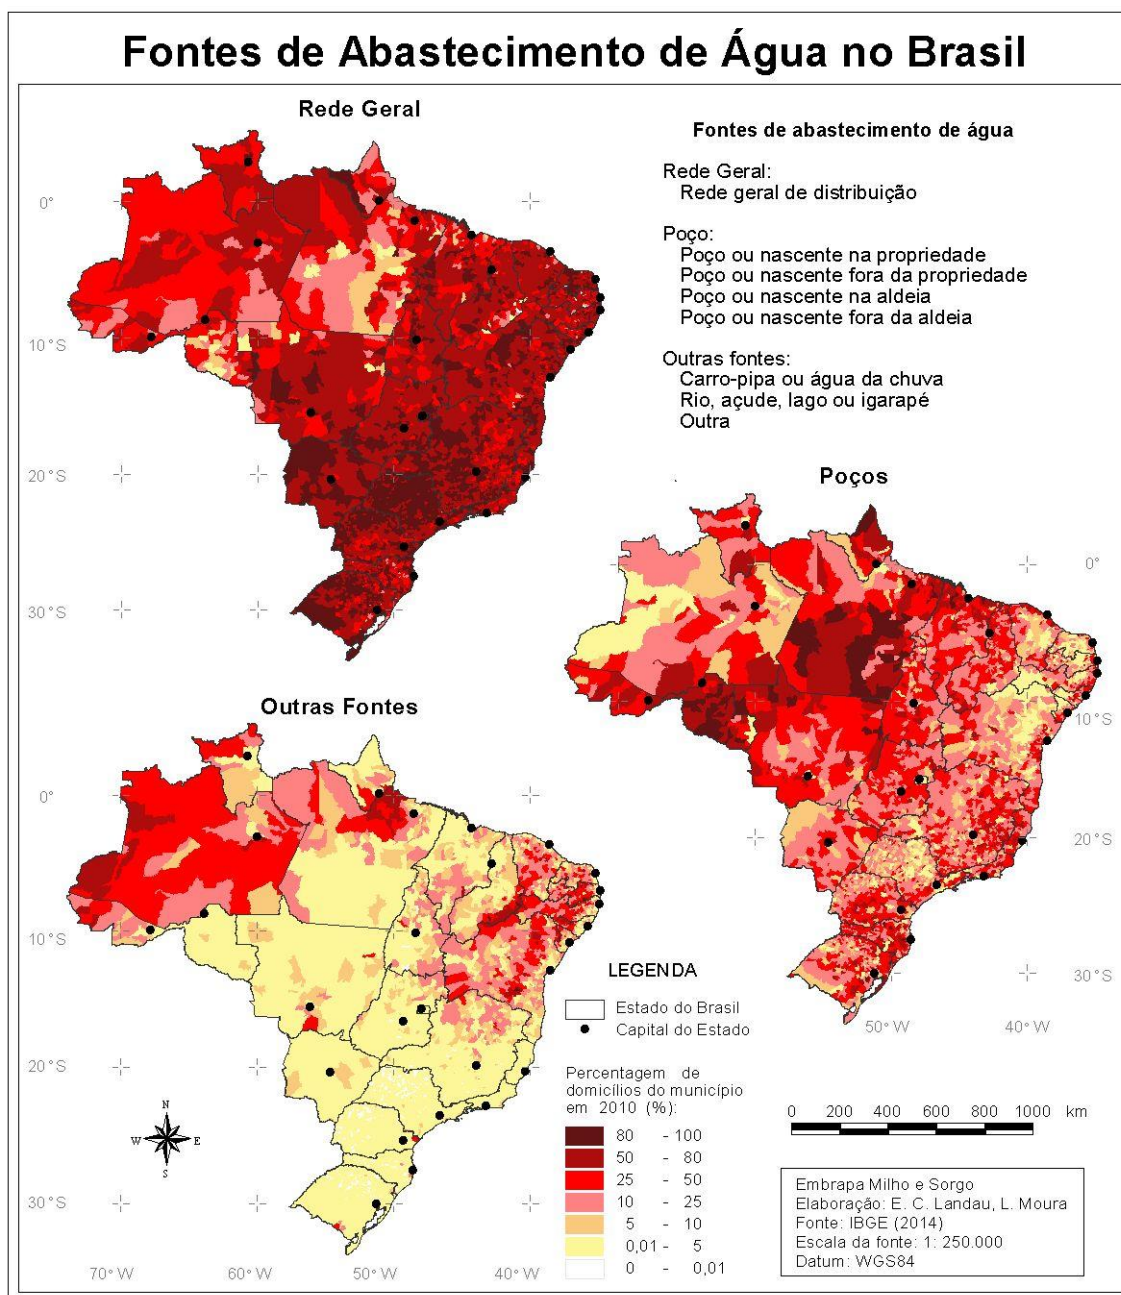 Fontes de Abastecimento de Água no Brasil
Rede Geral
Fontes de abastecimento de água
Rede Geral:
Rede geral de distribuição
Poço:
Poço ou nascente na propriedade
Poço ou nascente fora da propriedade
Poço ou nascente na aldeia
Poço ou nascente fora da aldeia
Outras fontes:
Carro-pipa ou água da chuva
Rio, açude, lago ou igarapé
Outra
0°
10°S
20°S
30°S
Poços
0°
10°S
20°S
30°S
50°W 40°W
Outras Fontes
0°
10°S
20°S
30°S
70°W 60°W 50°W 40°W
N
W E
S
LEGENDA
Estado do Brasil
Capital do Estado
Percentagem de
domicílios do município
em 2010 (%):
80 - 100
50 - 80
25 - 50
10 - 25
5 - 10
0,01 - 5
0 - 0,01
0 200 400 600 800 1000 km
Embrapa Milho e Sorgo
Elaboração: E. C. Landau, L. Moura
Fonte: IBGE (2014)
Escala da fonte: 1: 250.000
Datum: WGS84